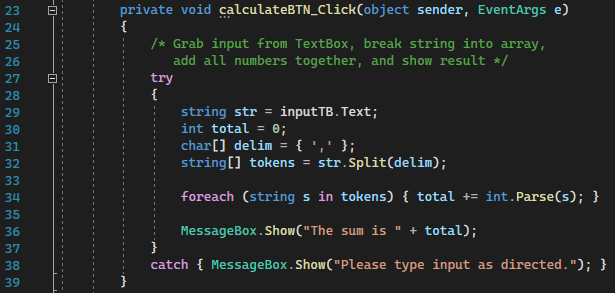 23 private void calculateBTN_Click(object sender, EventArgs e)
24 {
25 /* Grab input from TextBox, break string into array,
26 add all numbers together, and show result */
27 try
28 {
29 string str = inputTB.Text;
30 int total = 0;
31 char[] delim = { ',' };
32 string[] tokens = str.Split(delim);
33
34 foreach (string s in tokens) { total += int.Parse(s); }
35
36 MessageBox.Show("The sum is " + total);
37 }
38 catch { MessageBox.Show("Please type input as directed."); }
39 }